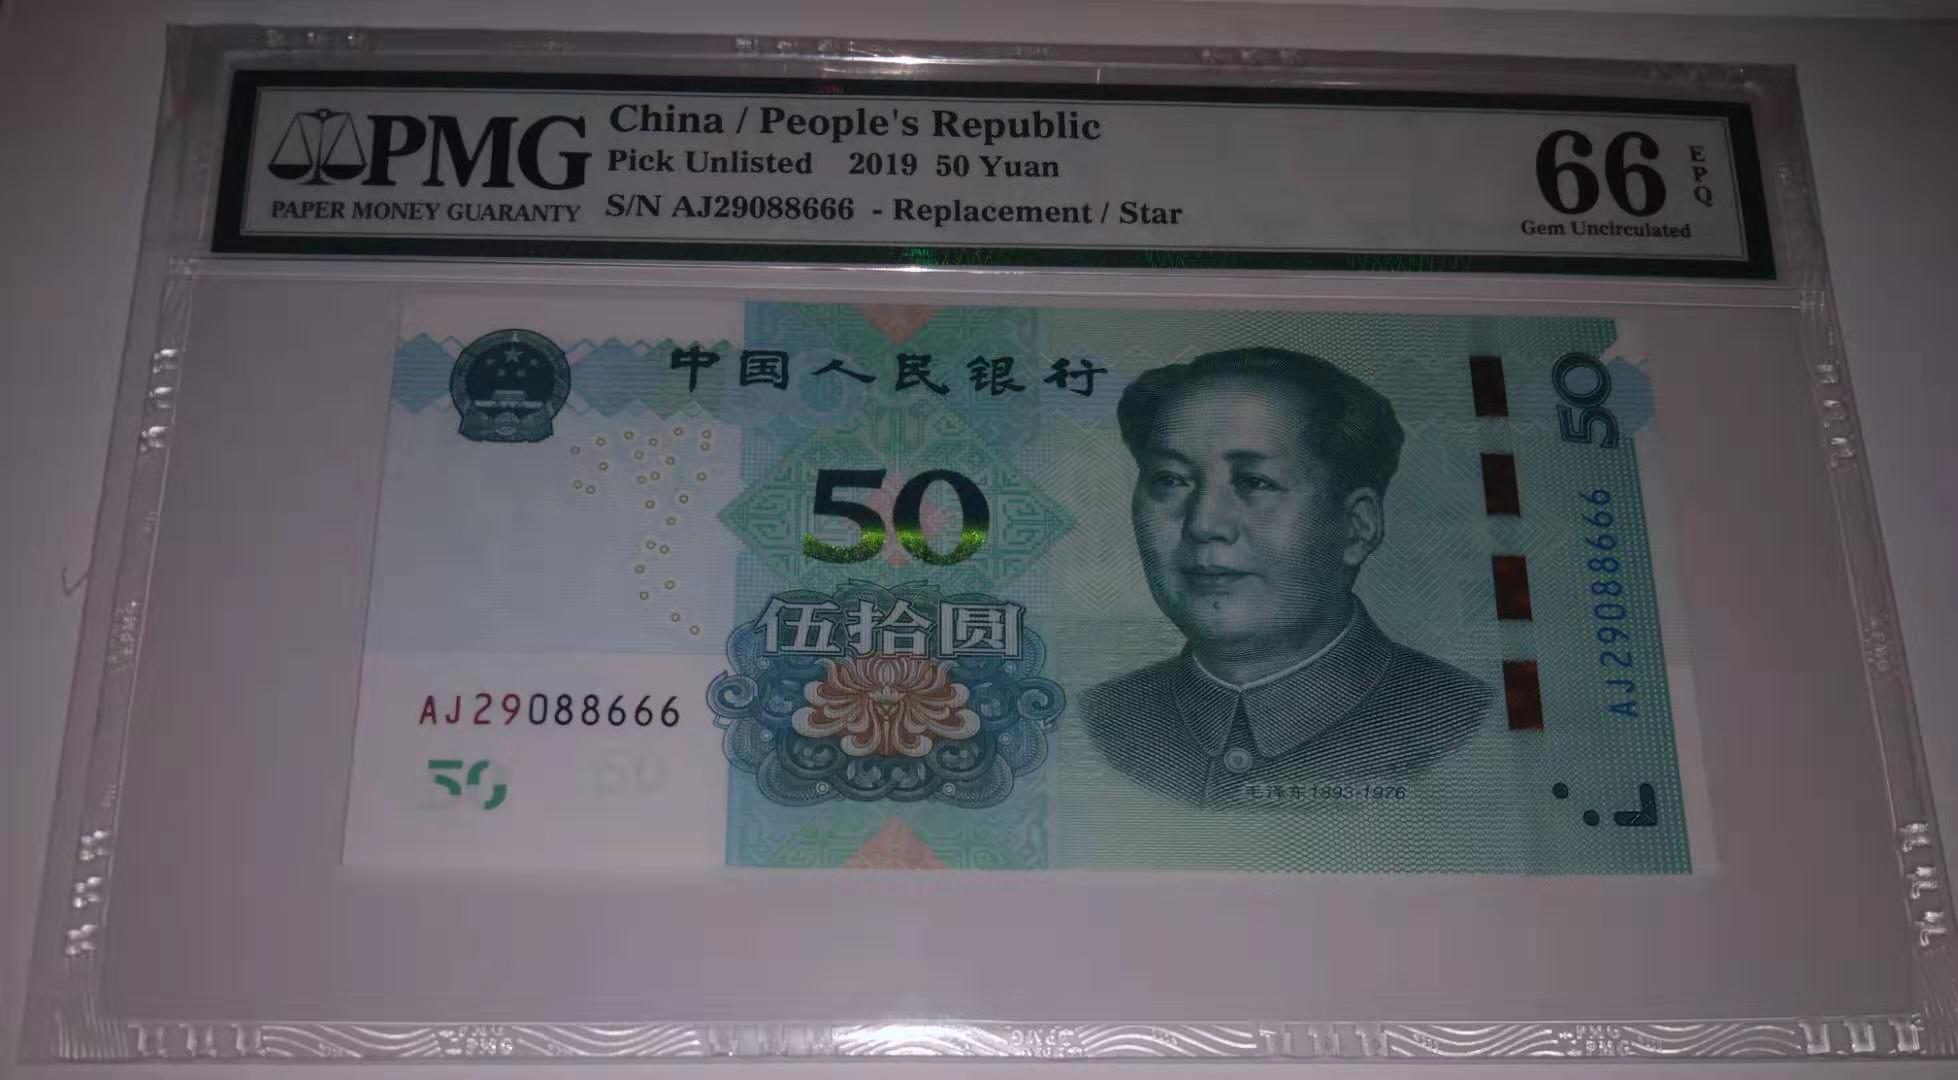 PMG
PAPER MONEY GUARANTY
China / People's Republic
Pick Unlisted 2019 50 Yuan
S/N AJ29088666 - Replacement / Star
66
EPQ
Gem Uncirculated
中国人民银行
50
50
伍拾圆
AJ29088666
AJ29088666
50
毛泽东1893-1976